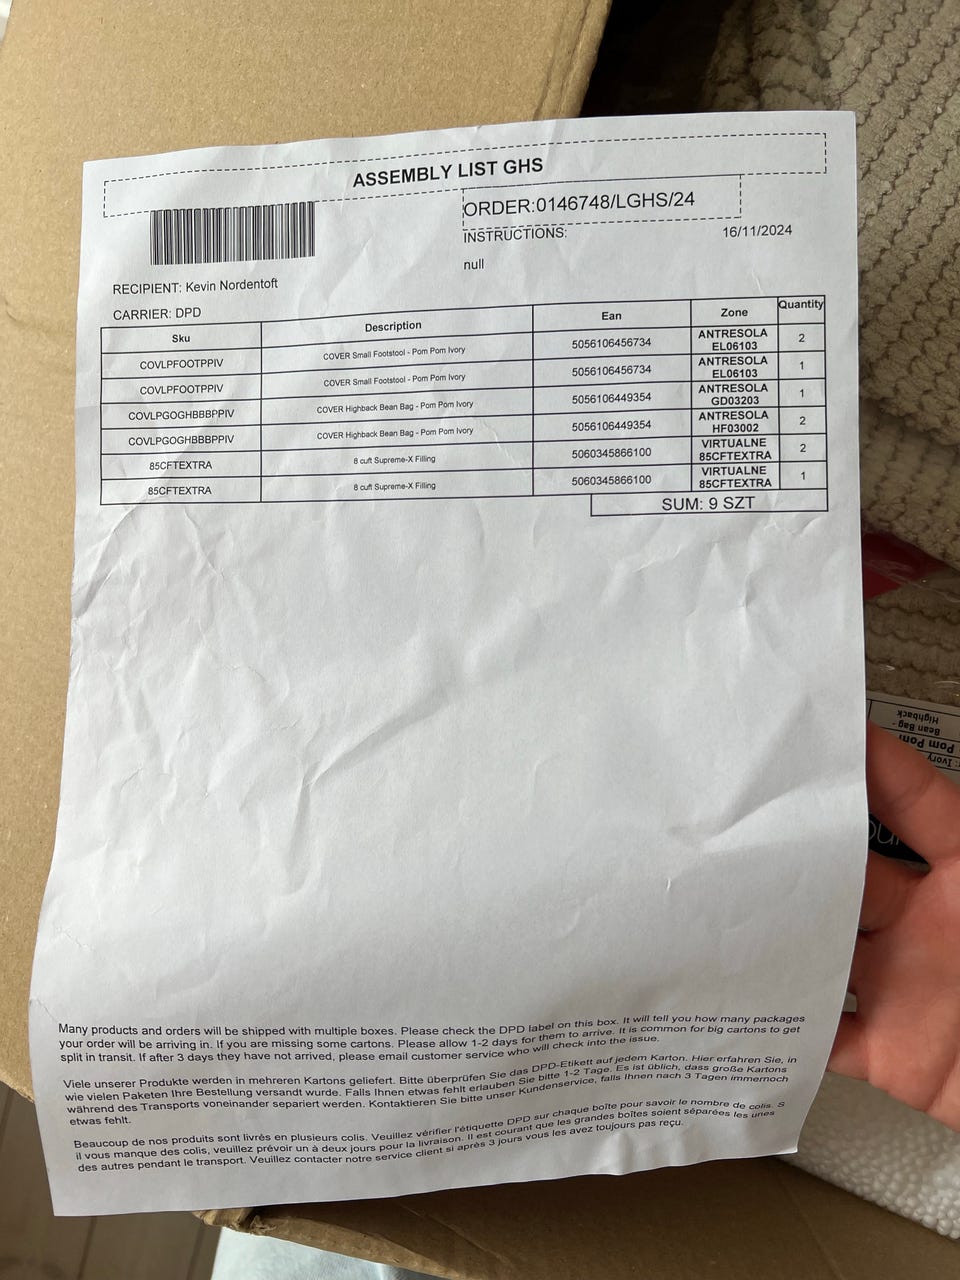 ASSEMBLY LIST GHS
ORDER:0146748/LGHS/24
INSTRUCTIONS:
16/11/2024
null
RECIPIENT: Kevin Nordentoft
CARRIER: DPD
Sku Description Ean Zone Quantity
COVLPFOOTPPIV COVER Small Footstool - Pom Pom Ivory 5056106456734 ANTRESOLA EL06103 2
COVLPFOOTPPIV COVER Small Footstool - Pom Pom Ivory 5056106456734 ANTRESOLA EL06103 1
COVLPGOGHBBBPPIV COVER Highback Bean Bag - Pom Pom Ivory 5056106449354 ANTRESOLA GD03203 1
COVLPGOGHBBBPPIV COVER Highback Bean Bag - Pom Pom Ivory 5056106449354 ANTRESOLA HF03002 2
85CFTEXTRA 8 cuft Supreme-X Filling 5060345866100 VIRTUALNE 85CFTEXTRA 2
85CFTEXTRA 8 cuft Supreme-X Filling 5060345866100 VIRTUALNE 85CFTEXTRA 1
SUM: 9 SZT
Many products and orders will be shipped with multiple boxes. Please check the DPD label on this box. It will tell you how many packages
your order will be arriving in. If you are missing some cartons. Please allow 1-2 days for them to arrive. It is common for big cartons to get
split in transit. If after 3 days they have not arrived, please email customer service who will check into the issue.
Viele unserer Produkte werden in mehreren Kartons geliefert. Bitte überprüfen Sie das DPD-Etikett auf jedem Karton. Hier erfahren Sie, in
wie vielen Paketen Ihre Bestellung versandt wurde. Falls Ihnen etwas fehlt erlauben Sie bitte 1-2 Tage. Es ist üblich, dass große Kartons
während des Transports voneinander separiert werden. Kontaktieren Sie bitte unser Kundenservice, falls Ihnen nach 3 Tagen immernoch
etwas fehlt.
Beaucoup de nos produits sont livrés en plusieurs colis. Veuillez vérifier l'étiquette DPD sur chaque boîte pour savoir le nombre de colis. S
il vous manque des colis, veuillez prévoir un à deux jours pour la livraison. Il est courant que les grandes boîtes soient séparées les unes
des autres pendant le transport. Veuillez contacter notre service client si après 3 jours vous les avez toujours pas reçu.
: Ivory
Pom Pom
Bean Bag -
Highback